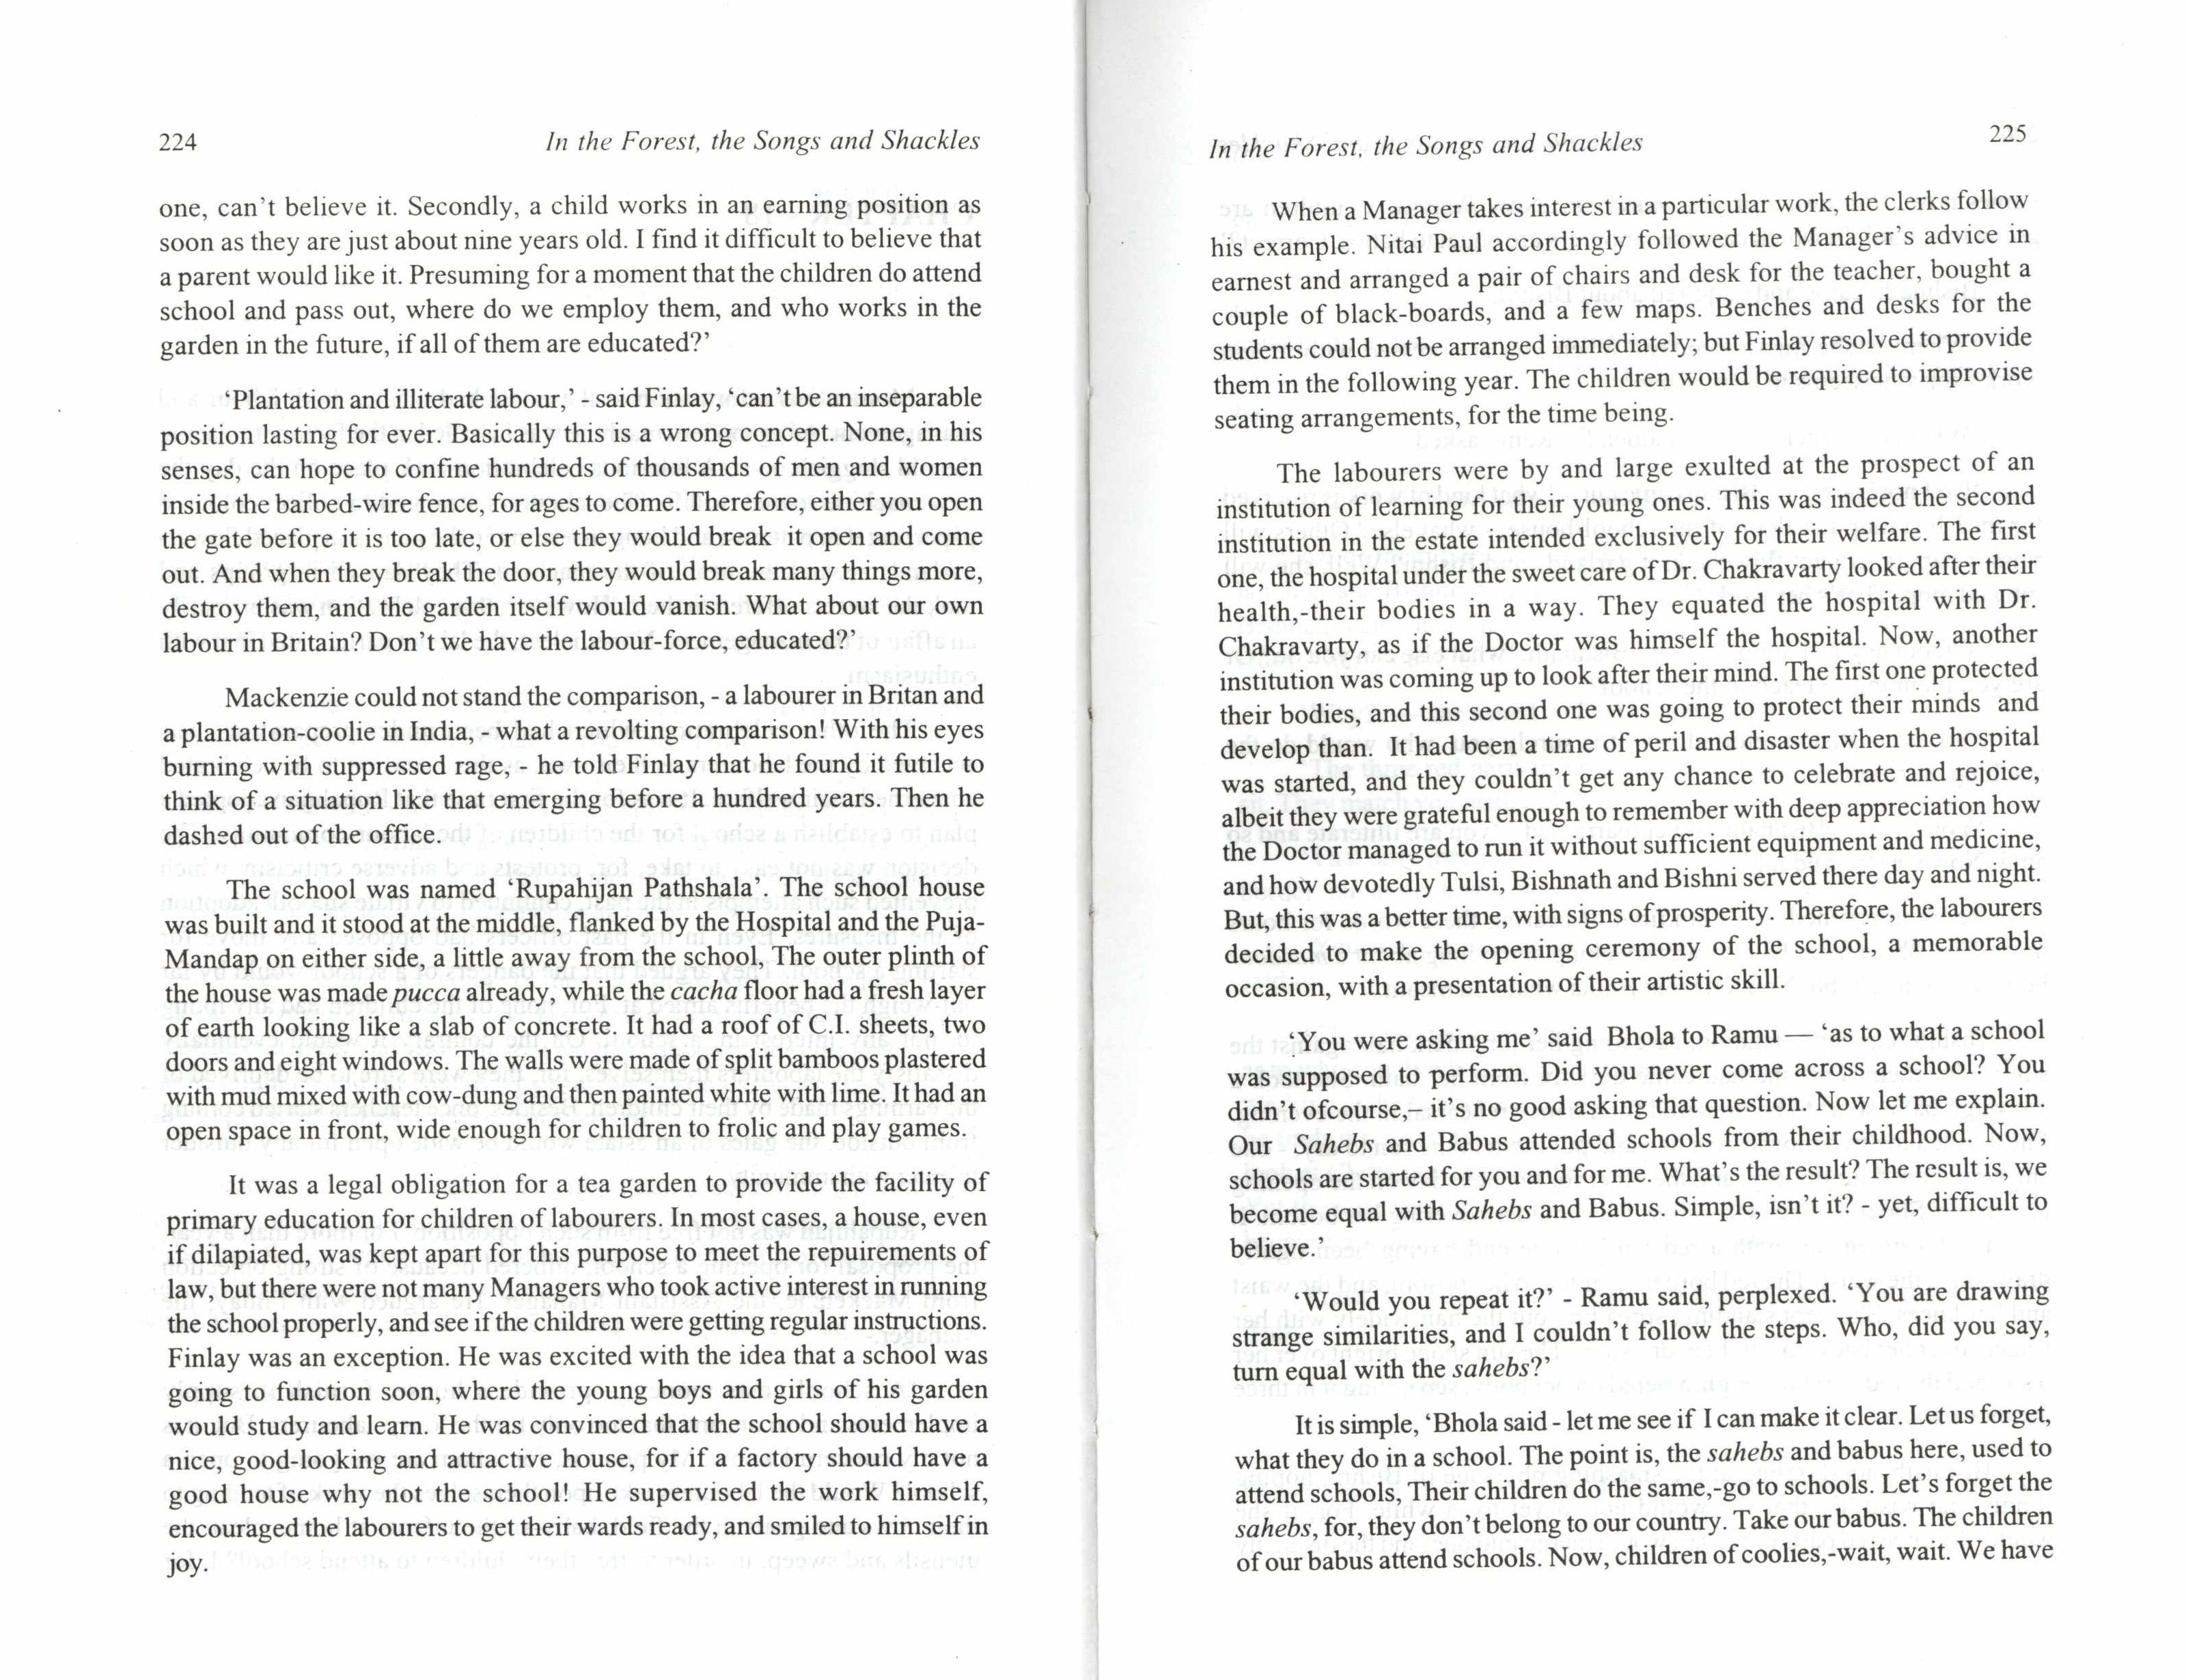 224
In the Forest, the Songs and Shackles
one, can't believe it. Secondly, a child works in an earning position as
soon as they are just about nine years old. I find it difficult to believe that
a parent would like it. Presuming for a moment that the children do attend
school and pass out, where do we employ them, and who works in the
garden in the future, if all of them are educated?'
'Plantation and illiterate labour,' - said Finlay, 'can't be an inseparable
position lasting for ever. Basically this is a wrong concept. None, in his
senses, can hope to confine hundreds of thousands of men and women
inside the barbed-wire fence, for ages to come. Therefore, either you open
the gate before it is too late, or else they would break it open and come
out. And when they break the door, they would break many things more,
destroy them, and the garden itself would vanish. What about our own
labour in Britain? Don't we have the labour-force, educated?'
Mackenzie could not stand the comparison, - a labourer in Britan and
a plantation-coolie in India, - what a revolting comparison! With his eyes
burning with suppressed rage, - he told Finlay that he found it futile to
think of a situation like that emerging before a hundred years. Then he
dashed out of the office.
The school was named 'Rupahijan Pathshala'. The school house
was built and it stood at the middle, flanked by the Hospital and the Puja-
Mandap on either side, a little away from the school, The outer plinth of
the house was made pucca already, while the cacha floor had a fresh layer
of earth looking like a slab of concrete. It had a roof of C.I. sheets, two
doors and eight windows. The walls were made of split bamboos plastered
with mud mixed with cow-dung and then painted white with lime. It had an
open space in front, wide enough for children to frolic and play games.
It was a legal obligation for a tea garden to provide the facility of
primary education for children of labourers. In most cases, a house, even
if dilapiated, was kept apart for this purpose to meet the repuirements of
law, but there were not many Managers who took active interest in running
the school properly, and see if the children were getting regular instructions.
Finlay was an exception. He was excited with the idea that a school was
going to function soon, where the young boys and girls of his garden
would study and learn. He was convinced that the school should have a
nice, good-looking and attractive house, for if a factory should have a
good house why not the school! He supervised the work himself,
encouraged the labourers to get their wards ready, and smiled to himself in
joy.
In the Forest, the Songs and Shackles
225
When a Manager takes interest in a particular work, the clerks follow
his example. Nitai Paul accordingly followed the Manager's advice in
earnest and arranged a pair of chairs and desk for the teacher, bought a
couple of black-boards, and a few maps. Benches and desks for the
students could not be arranged immediately; but Finlay resolved to provide
them in the following year. The children would be required to improvise
seating arrangements, for the time being.
The labourers were by and large exulted at the prospect of an
institution of learning for their young ones. This was indeed the second
institution in the estate intended exclusively for their welfare. The first
one, the hospital under the sweet care of Dr. Chakravarty looked after their
health,-their bodies in a way. They equated the hospital with Dr.
Chakravarty, as if the Doctor was himself the hospital. Now, another
institution was coming up to look after their mind. The first one protected
their bodies, and this second one was going to protect their minds and
develop than. It had been a time of peril and disaster when the hospital
was started, and they couldn't get any chance to celebrate and rejoice,
albeit they were grateful enough to remember with deep appreciation how
the Doctor managed to run it without sufficient equipment and medicine,
and how devotedly Tulsi, Bishnath and Bishni served there day and night.
But, this was a better time, with signs of prosperity. Therefore, the labourers
decided to make the opening ceremony of the school, a memorable
occasion, with a presentation of their artistic skill.
'You were asking me' said Bhola to Ramu — 'as to what a school
was supposed to perform. Did you never come across a school? You
didn't ofcourse,– it's no good asking that question. Now let me explain.
Our Sahebs and Babus attended schools from their childhood. Now,
schools are started for you and for me. What's the result? The result is, we
become equal with Sahebs and Babus. Simple, isn't it? - yet, difficult to
believe.'
'Would you repeat it?' - Ramu said, perplexed. 'You are drawing
strange similarities, and I couldn't follow the steps. Who, did you say,
turn equal with the sahebs?'
It is simple, 'Bhola said - let me see if I can make it clear. Let us forget,
what they do in a school. The point is, the sahebs and babus here, used to
attend schools, Their children do the same,-go to schools. Let's forget the
sahebs, for, they don't belong to our country. Take our babus. The children
of our babus attend schools. Now, children of coolies,-wait, wait. We have